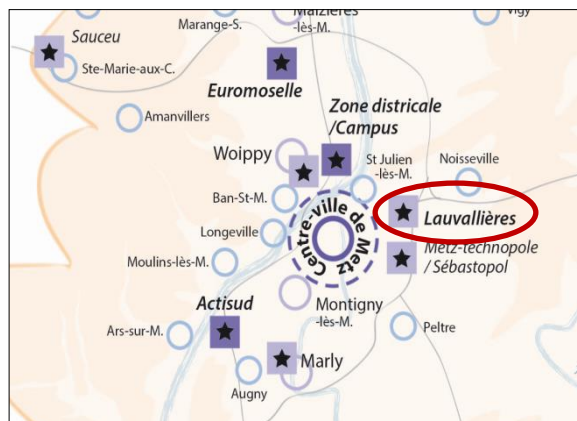 Maizières
-lès-M.
Vigy
Marange-S.
Sauceu
Ste-Marie-aux-C.
Euromoselle
Amanvillers
Zone districale
/Campus
Woippy
St Julien
-lès-M.
Noisseville
Ban-St-M.
Lauvallières
Longeville
Centre-ville de Metz
Metz-technopole
/ Sébastopol
Moulins-lès-M.
Actisud
Montigny
-lès-M.
Ars-sur-M.
Peltre
Marly
Augny